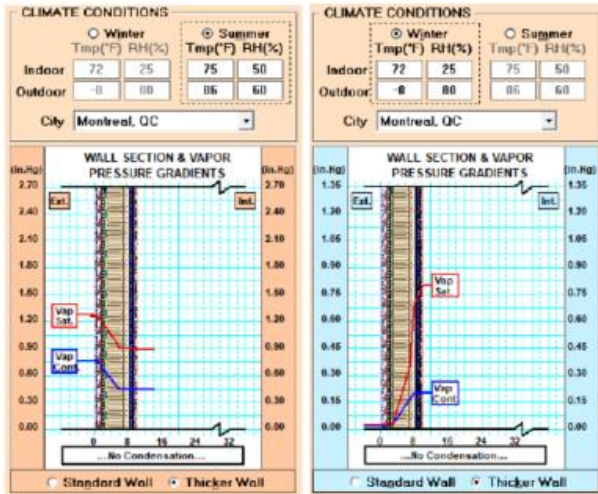 CLIMATE CONDITIONS
Winter Summer
Tmp(°F) RH(%) Tmp(°F) RH(%)
Indoor 72 25 75 50
Outdoor -8 80 86 60
City Montreal, QC
WALL SECTION & VAPOR
PRESSURE GRADIENTS
(in.Hg) (in.Hg)
2.70 2.70
Ext. Int.
2.40 2.40
2.10 2.10
1.80 1.80
1.50 1.50
Vap
Sat.
1.20 1.20
0.90 0.90
Vap
Cont.
0.60 0.60
0.30 0.30
0.00 0.00
0 8 16 24 32
....No Condensation....
Standard Wall Thicker Wall
CLIMATE CONDITIONS
Winter Summer
Tmp(°F) RH(%) Tmp(°F) RH(%)
Indoor 72 25 75 50
Outdoor -8 80 86 60
City Montreal, QC
WALL SECTION & VAPOR
PRESSURE GRADIENTS
(in.Hg) (in.Hg)
1.35 1.35
Ext. Int.
1.20 1.20
1.05 1.05
0.90 0.90
Vap
Sat.
0.75 0.75
0.60 0.60
0.45 0.45
0.30 0.30
Vap
Cont
0.15 0.15
0.00 0.00
0 8 16 24 32
....No Condensation....
Standard Wall Thicker Wall